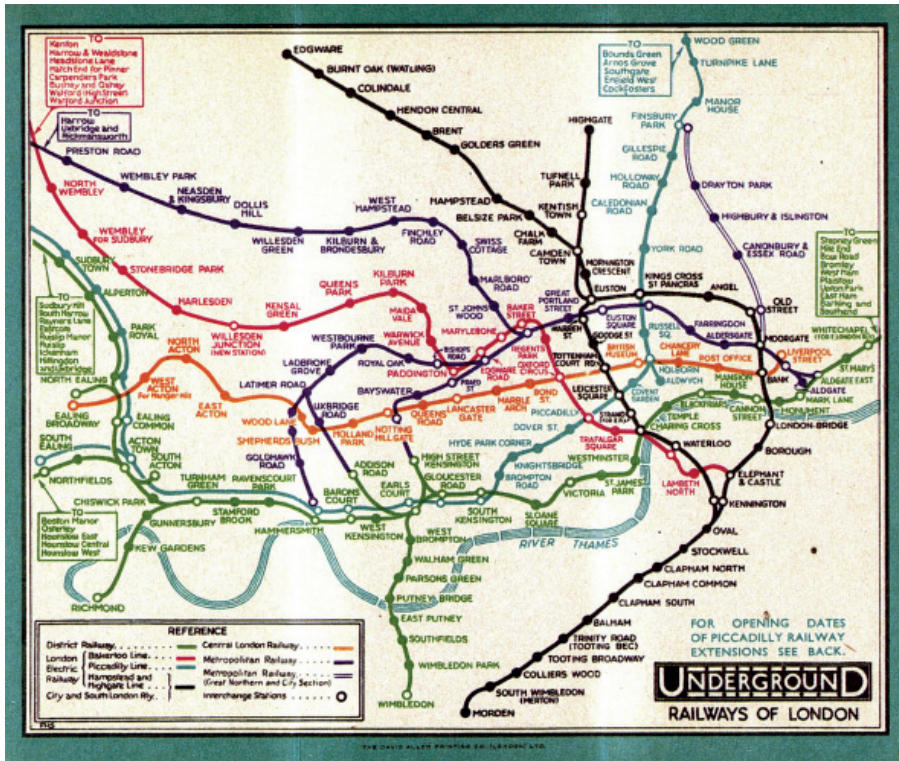 TO
Kenton
Harrow & Wealdstone
Headstone Lane
Hatch End for Pinner
Carpenders Park
Bushey and Oxhey
Watford (High Street)
Watford Junction
TO
Harrow
Uxbridge and
Rickmansworth
PRESTON ROAD
NORTH
WEMBLEY
WEMBLEY PARK
NEASDEN
& KINGSBURY
DOLLIS
HILL
WILLESDEN
GREEN
KILBURN &
BRONDESBURY
WEST
HAMPSTEAD
FINCHLEY
ROAD
SWISS
COTTAGE
MARLBORO'
ROAD
ST JOHNS
WOOD
EDGWARE
BURNT OAK (WATLING)
COLINDALE
HENDON CENTRAL
BRENT
GOLDERS GREEN
HAMPSTEAD
BELSIZE PARK
CHALK
FARM
CAMDEN
TOWN
HIGHGATE
TUFNELL
PARK
KENTISH
TOWN
MORNINGTON
CRESCENT
EUSTON
TO
Bounds Green
Arnos Grove
Southgate
Enfield West
Cockfosters
WOOD GREEN
TURNPIKE LANE
MANOR
HOUSE
FINSBURY
PARK
GILLESPIE
ROAD
HOLLOWAY
ROAD
CALEDONIAN
ROAD
YORK ROAD
KINGS CROSS
ST PANCRAS
DRAYTON PARK
HIGHBURY & ISLINGTON
CANONBURY &
ESSEX ROAD
ANGEL
OLD
STREET
TO
Stepney Green
Mile End
Bow Road
Bromley
West Ham
Plaistow
Upton Park
East Ham
Barking and
Southend
WHITECHAPEL
ST MARYS
ALDGATE EAST
ALDGATE
MARK LANE
MONUMENT
LIVERPOOL
STREET
MOORGATE
BANK
LONDON BRIDGE
BOROUGH
ELEPHANT
& CASTLE
KENNINGTON
WEMBLEY
FOR SUDBURY
STONEBRIDGE PARK
HARLESDEN
WILLESDEN
JUNCTION
(NEW STATION)
KENSAL
GREEN
QUEENS
PARK
KILBURN
PARK
MAIDA
VALE
WARWICK
AVENUE
PADDINGTON
BISHOPS
ROAD
PRAED
ST
EDGWARE
ROAD
MARYLEBONE
BAKER
STREET
GREAT
PORTLAND
STREET
REGENTS
PARK
OXFORD
CIRCUS
WARREN
ST.
EUSTON
SQUARE
GOODGE ST.
TOTTENHAM
COURT RD
LEICESTER
SQUARE
RUSSELL
SQ.
FARRINGDON
ALDERSGATE
BRITISH
MUSEUM
CHANCERY
LANE
POST OFFICE
HOLBORN
ALDWYCH
COVENT
GARDEN
STRAND
MANSION
HOUSE
BLACKFRIARS
CANNON
STREET
TEMPLE
CHARING CROSS
WATERLOO
LAMBETH
NORTH
SUDBURY
TOWN
ALPERTON
PARK
ROYAL
TO
Sudbury Hill
South Harrow
Rayners Lane
Eastcote
Ruislip Manor
Ruislip
Ickenham
Hillingdon
and Uxbridge
NORTH EALING
EALING
BROADWAY
WEST
ACTON
For Hanger Hill
NORTH
ACTON
EAST
ACTON
WOOD LANE
SHEPHERDS BUSH
LATIMER ROAD
LADBROKE
GROVE
WESTBOURNE
PARK
ROYAL OAK
UXBRIDGE
ROAD
HOLLAND
PARK
NOTTING
HILL GATE
BAYSWATER
QUEENS
ROAD
LANCASTER
GATE
MARBLE
ARCH
BOND
ST.
PICCADILLY
DOVER ST.
HYDE PARK CORNER
KNIGHTSBRIDGE
BROMPTON
ROAD
TRAFALGAR
SQUARE
WESTMINSTER
ST JAMES
PARK
VICTORIA
SLOANE
SQUARE
SOUTH
KENSINGTON
GLOUCESTER
ROAD
HIGH STREET
KENSINGTON
EARLS
COURT
ADDISON
ROAD
BARONS
COURT
WEST
KENSINGTON
GOLDHAWK
ROAD
RAVENSCOURT
PARK
HAMMERSMITH
STAMFORD
BROOK
TURNHAM
GREEN
CHISWICK PARK
SOUTH
ACTON
ACTON
TOWN
EALING
COMMON
SOUTH
EALING
NORTHFIELDS
TO
Boston Manor
Osterley
Hounslow East
Hounslow Central
Hounslow West
GUNNERSBURY
KEW GARDENS
RICHMOND
WEST
BROMPTON
WALHAM GREEN
PARSONS GREEN
PUTNEY BRIDGE
EAST PUTNEY
SOUTHFIELDS
WIMBLEDON PARK
WIMBLEDON
RIVER THAMES
OVAL
STOCKWELL
CLAPHAM NORTH
CLAPHAM COMMON
CLAPHAM SOUTH
BALHAM
TRINITY ROAD
(TOOTING BEC)
TOOTING BROADWAY
COLLIERS WOOD
SOUTH WIMBLEDON
(MERTON)
MORDEN
REFERENCE
District Railway
London Electric Railway
Bakerloo Line
Piccadilly Line
Hampstead and
Highgate Line
City and South London Rly.
Central London Railway
Metropolitan Railway
Metropolitan Railway
(Great Northern and City Section)
Interchange Stations
FOR OPENING DATES
OF PICCADILLY RAILWAY
EXTENSIONS SEE BACK.
UNDERGROUND
RAILWAYS OF LONDON
THE DAVID ALLEN PRINTING CO. (LONDON) LTD.